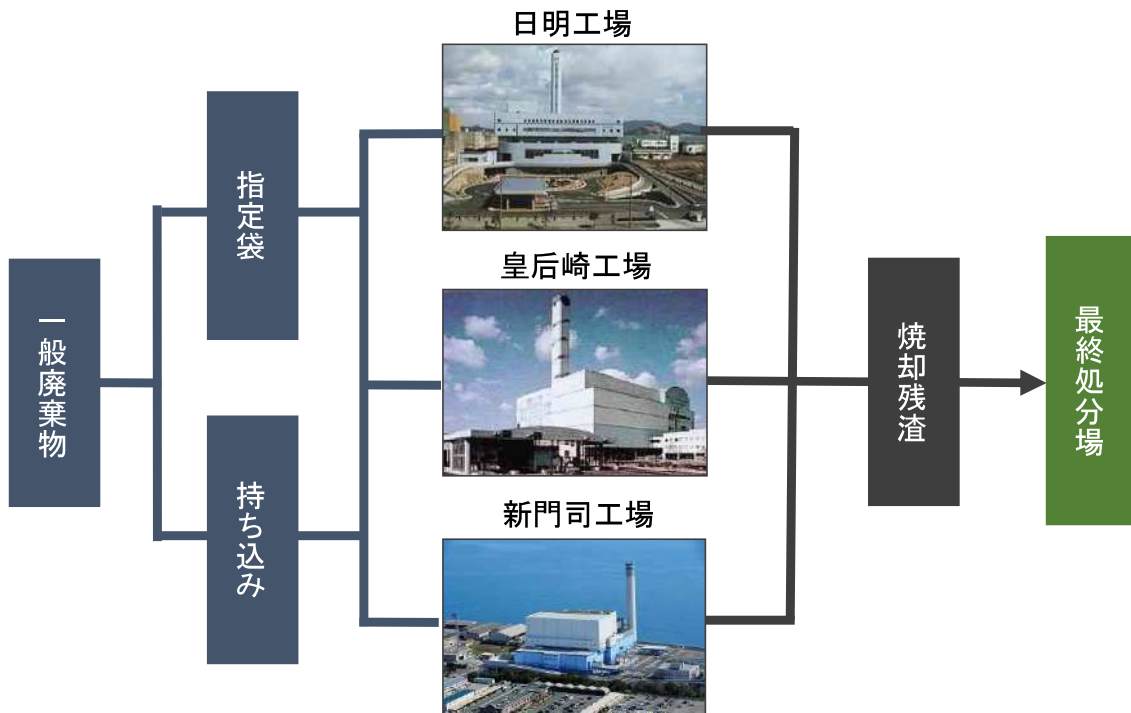 一般廃棄物
指定袋
持ち込み
日明工場
皇后崎工場
新門司工場
焼却残渣
最終処分場